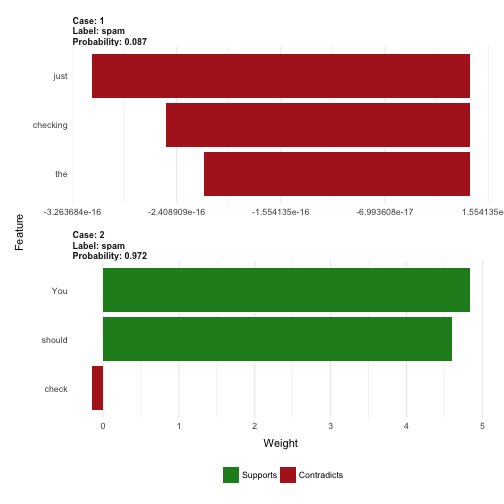 Case: 1
Label: spam
Probability: 0.087
just
checking
the
-3.263684e-16 -2.408909e-16 -1.554135e-16 -6.993608e-17 1.554135e
Feature
Case: 2
Label: spam
Probability: 0.972
You
should
check
0 1 2 3 4 5
Weight
Supports Contradicts